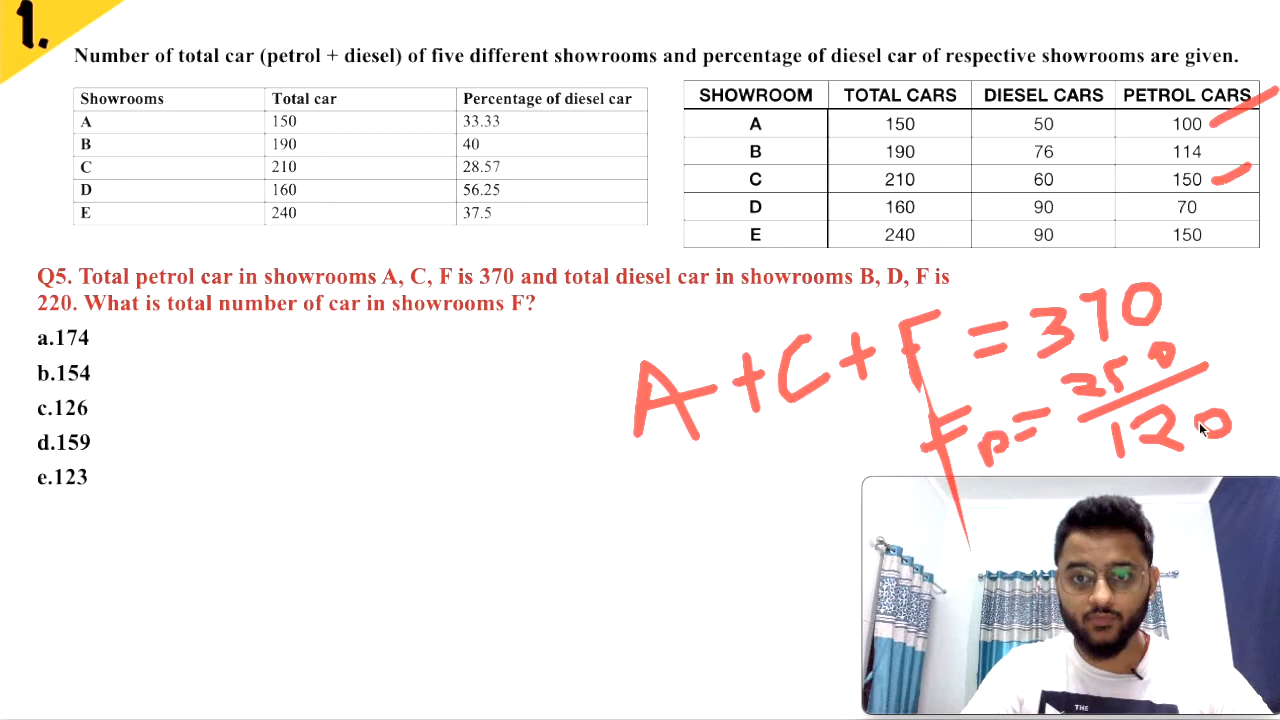 1.
Number of total car (petrol + diesel) of five different showrooms and percentage of diesel car of respective showrooms are given.
Showrooms Total car Percentage of diesel car
A 150 33.33
B 190 40
C 210 28.57
D 160 56.25
E 240 37.5
SHOWROOM TOTAL CARS DIESEL CARS PETROL CARS
A 150 50 100
B 190 76 114
C 210 60 150
D 160 90 70
E 240 90 150
Q5. Total petrol car in showrooms A, C, F is 370 and total diesel car in showrooms B, D, F is
220. What is total number of car in showrooms F?
a.174
b.154
c.126
d.159
e.123
A+C+F=370
250
Fp=120
THE